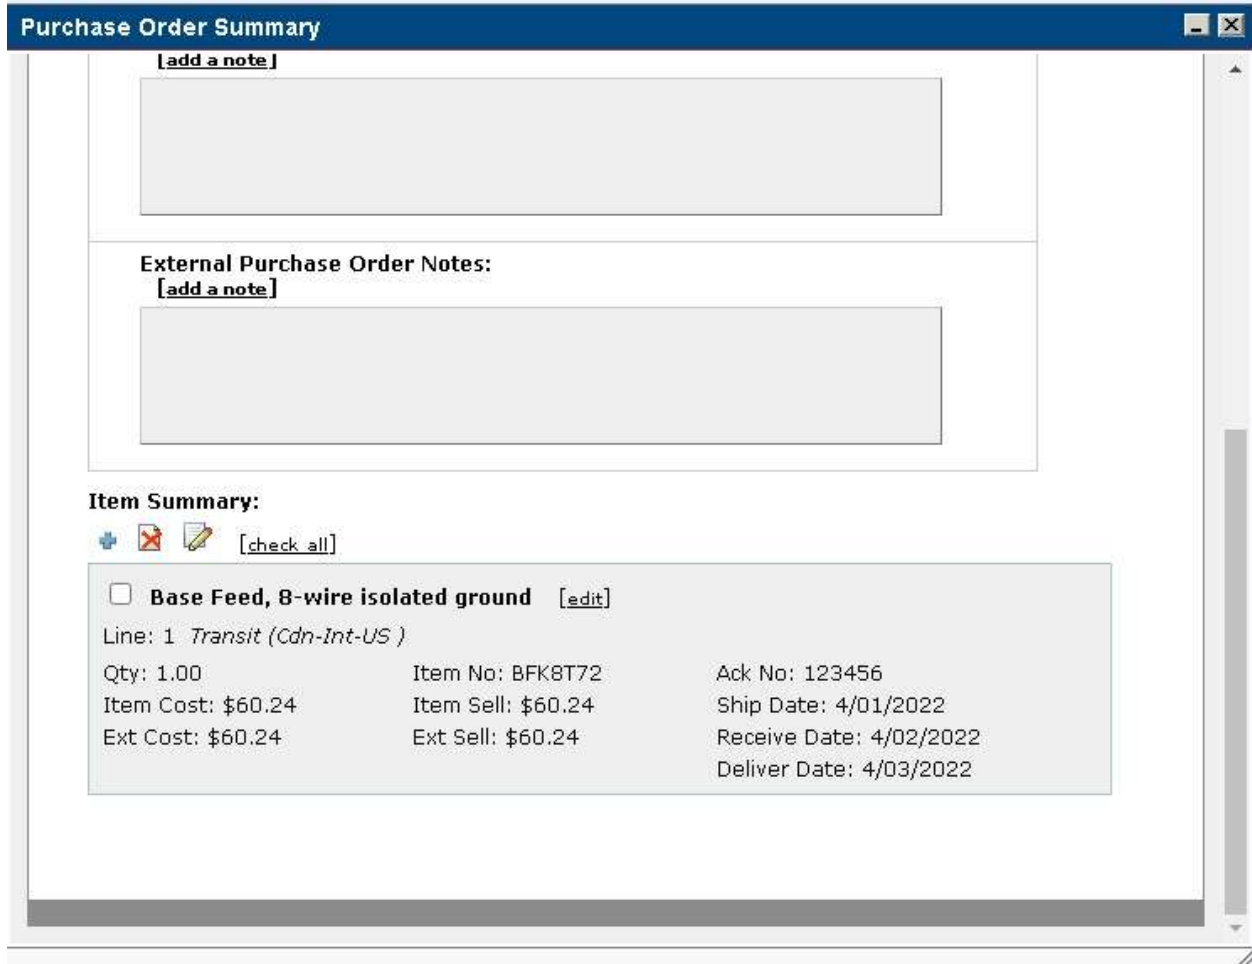 Purchase Order Summary
[add a note]
External Purchase Order Notes:
[add a note]
Item Summary:
[check all]
Base Feed, 8-wire isolated ground [edit]
Line: 1 Transit (Cdn-Int-US )
Qty: 1.00 Item No: BFK8T72 Ack No: 123456
Item Cost: $60.24 Item Sell: $60.24 Ship Date: 4/01/2022
Ext Cost: $60.24 Ext Sell: $60.24 Receive Date: 4/02/2022
Deliver Date: 4/03/2022